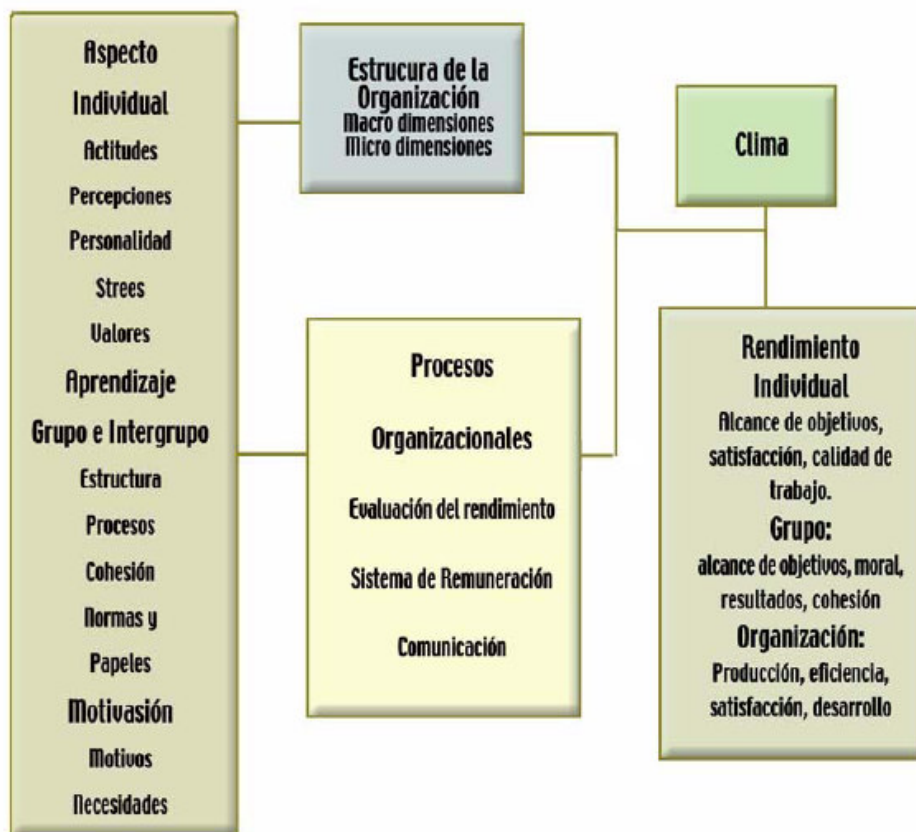 Aspecto
Individual
Actitudes
Percepciones
Personalidad
Strees
Valores
Aprendizaje
Grupo e Intergrupo
Estructura
Procesos
Cohesión
Normas y
Papeles
Motivasión
Motivos
Necesidades
Estrucura de la
Organización
Macro dimensiones
Micro dimensiones
Procesos
Organizacionales
Evaluación del rendimiento
Sistema de Remuneración
Comunicación
Clima
Rendimiento
Individual
Alcance de objetivos,
satisfacción, calidad de
trabajo.
Grupo:
alcance de objetivos, moral,
resultados, cohesión
Organización:
Producción, eficiencia,
satisfacción, desarrollo